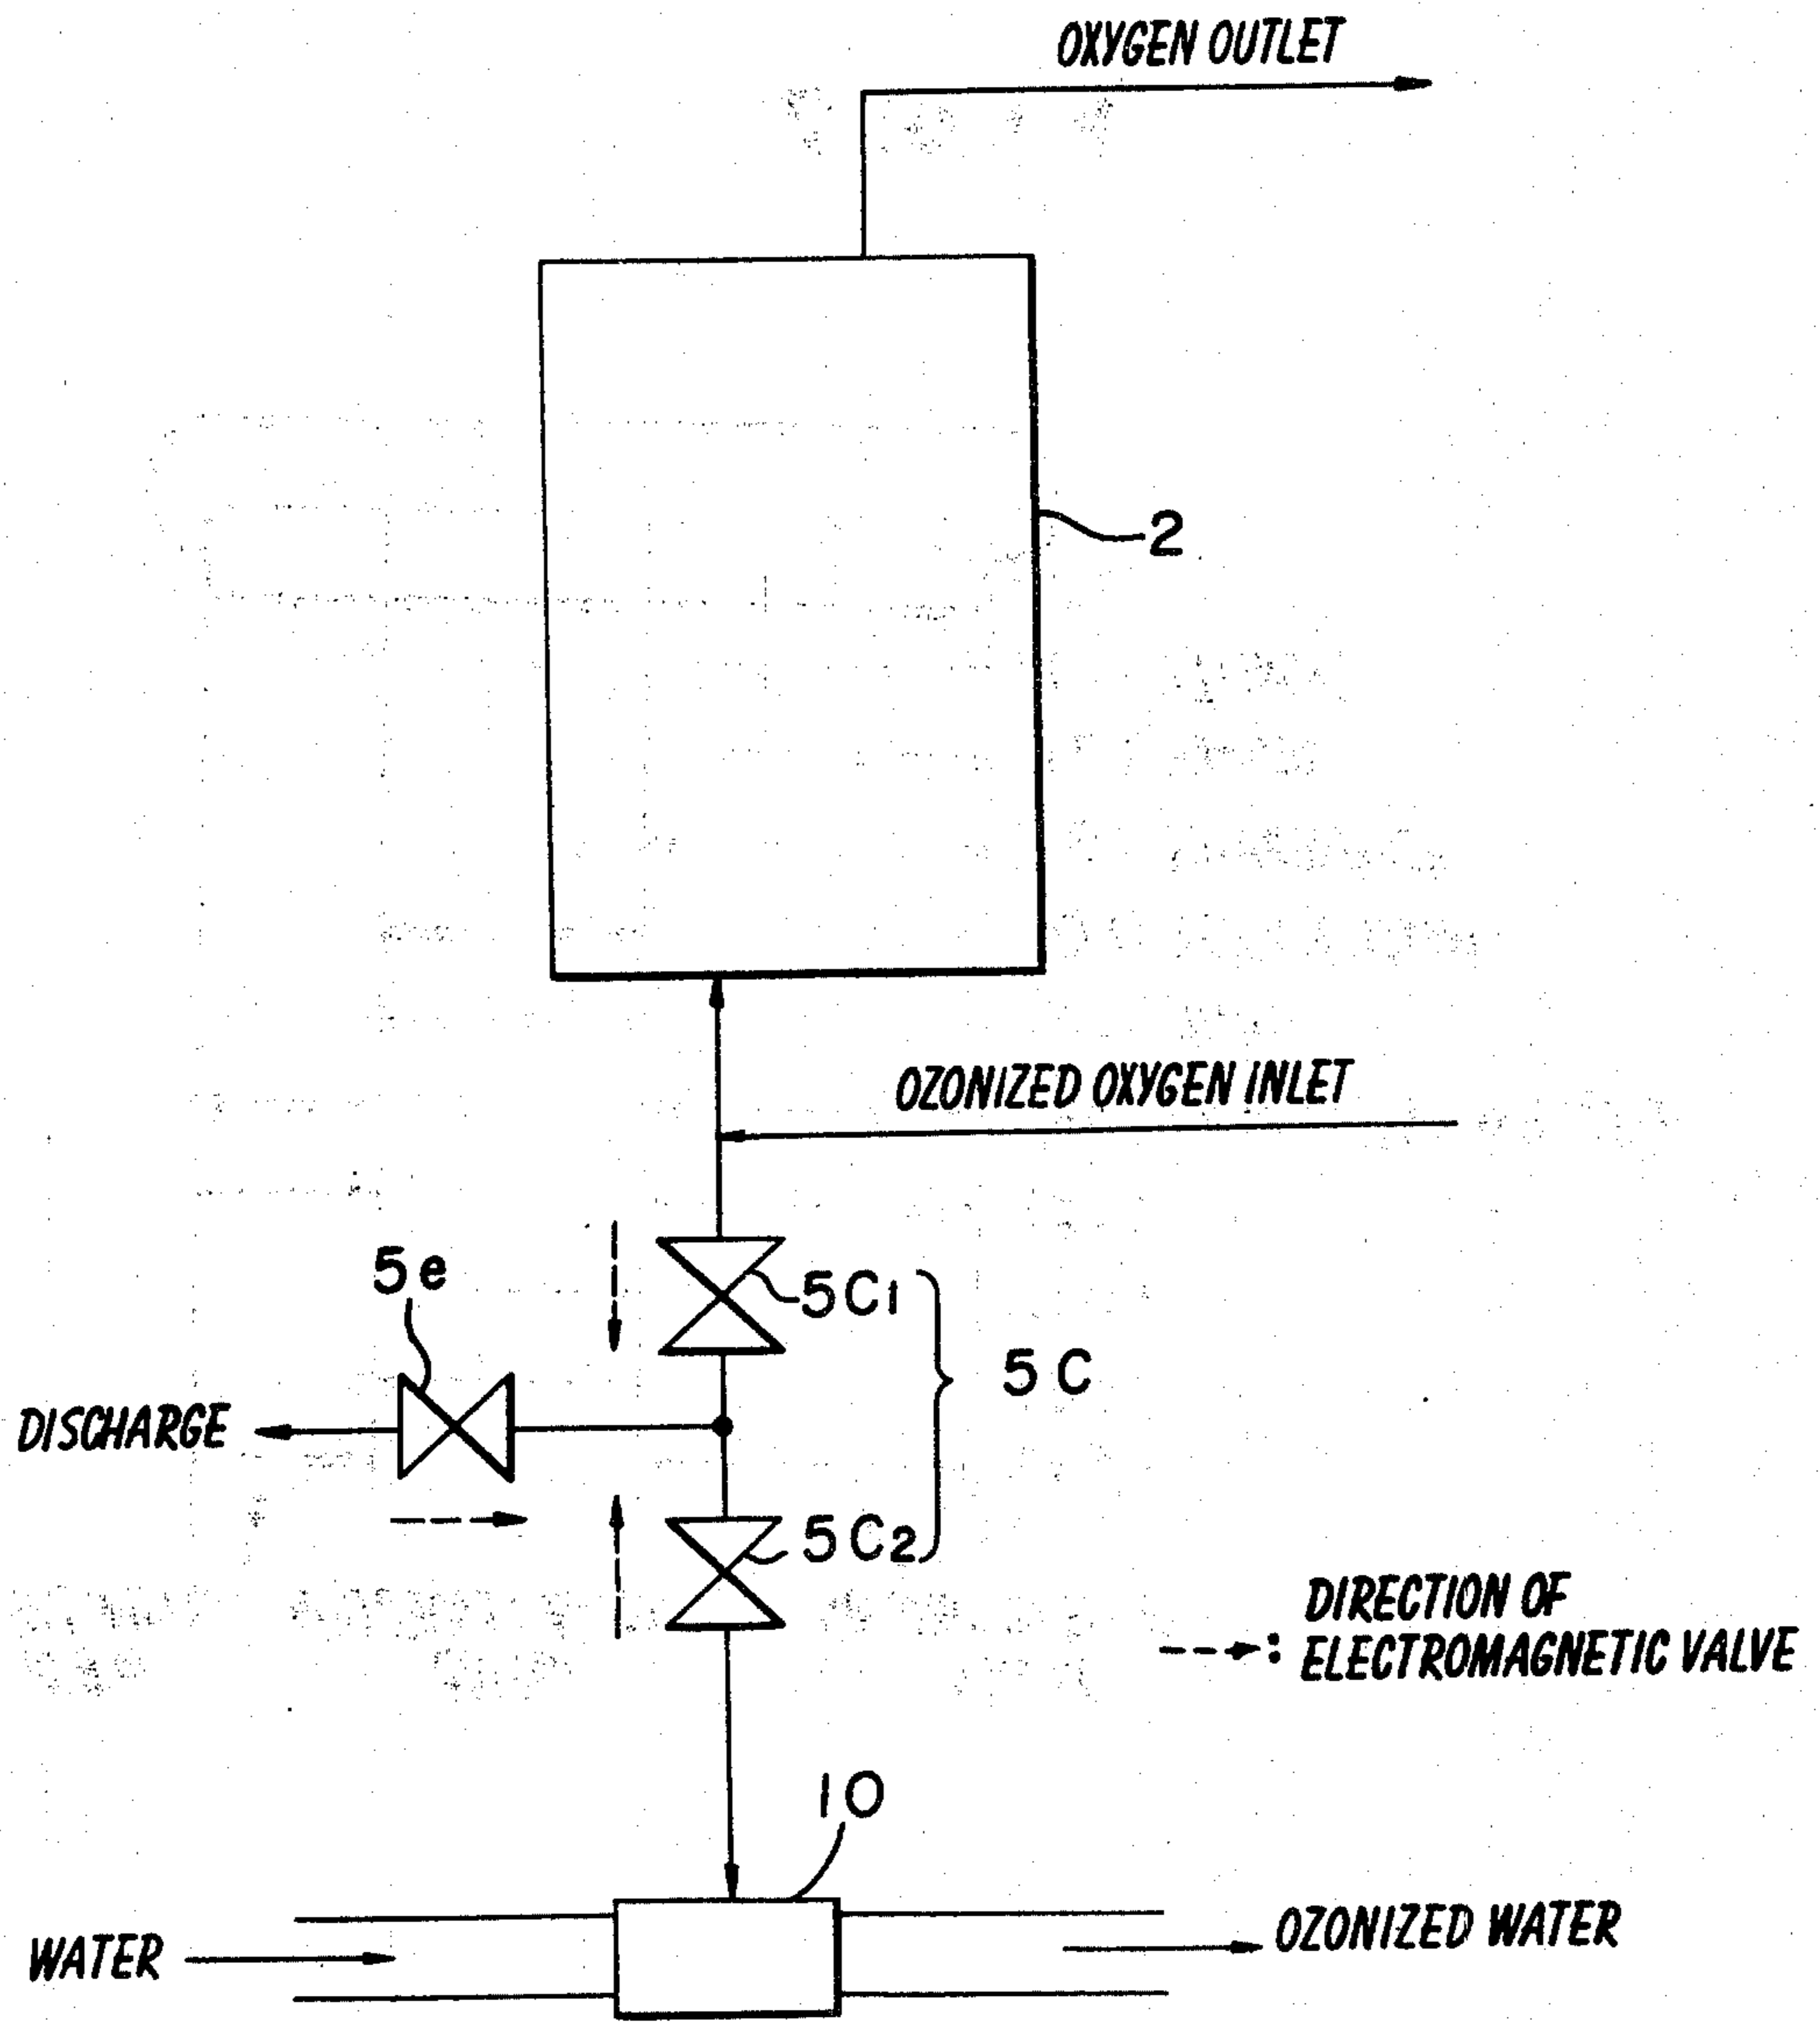 OXYGEN OUTLET
2
OZONIZED OXYGEN INLET
5e
5C1
5C
DISCHARGE
5C2
DIRECTION OF
: ELECTROMAGNETIC VALVE
10
WATER
OZONIZED WATER